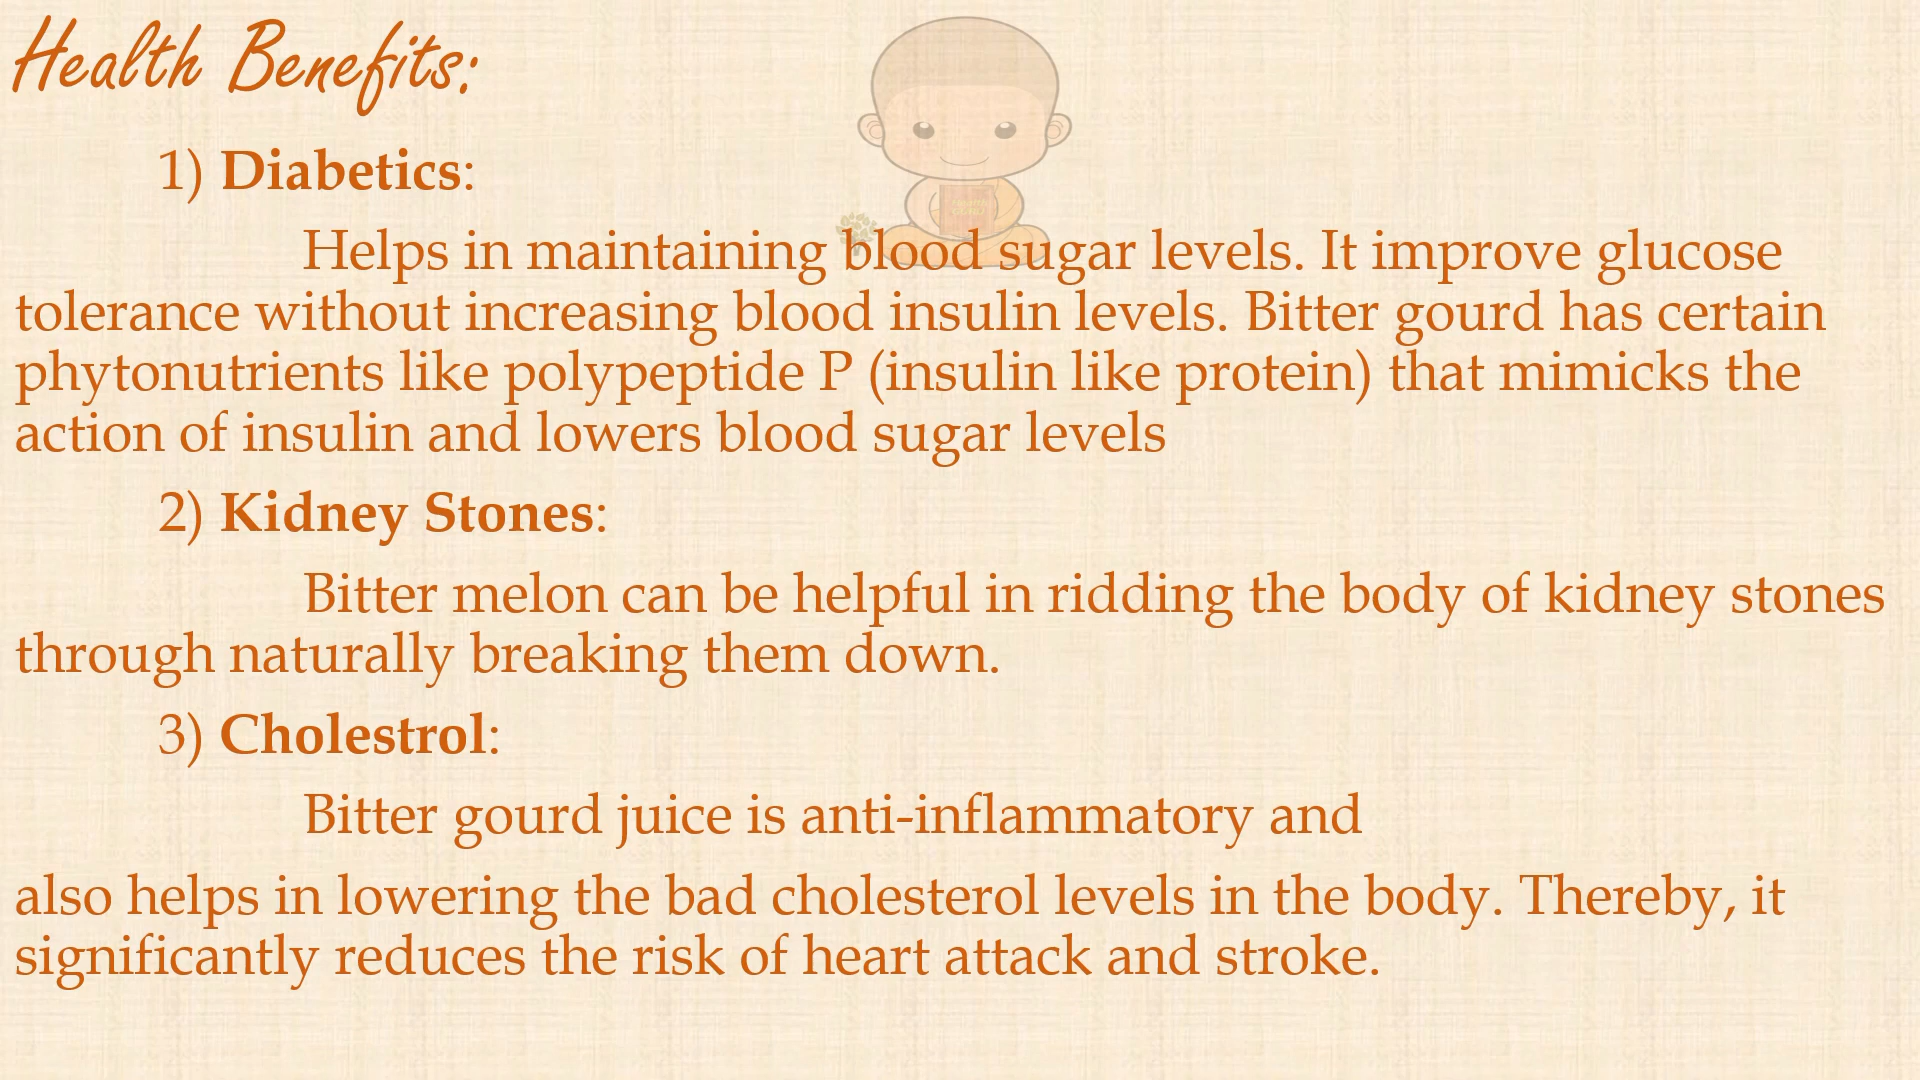 Health Benefits:
1) Diabetics:
Helps in maintaining blood sugar levels. It improve glucose
tolerance without increasing blood insulin levels. Bitter gourd has certain
phytonutrients like polypeptide P (insulin like protein) that mimicks the
action of insulin and lowers blood sugar levels
2) Kidney Stones:
Bitter melon can be helpful in ridding the body of kidney stones
through naturally breaking them down.
3) Cholestrol:
Bitter gourd juice is anti-inflammatory and
also helps in lowering the bad cholesterol levels in the body. Thereby, it
significantly reduces the risk of heart attack and stroke.